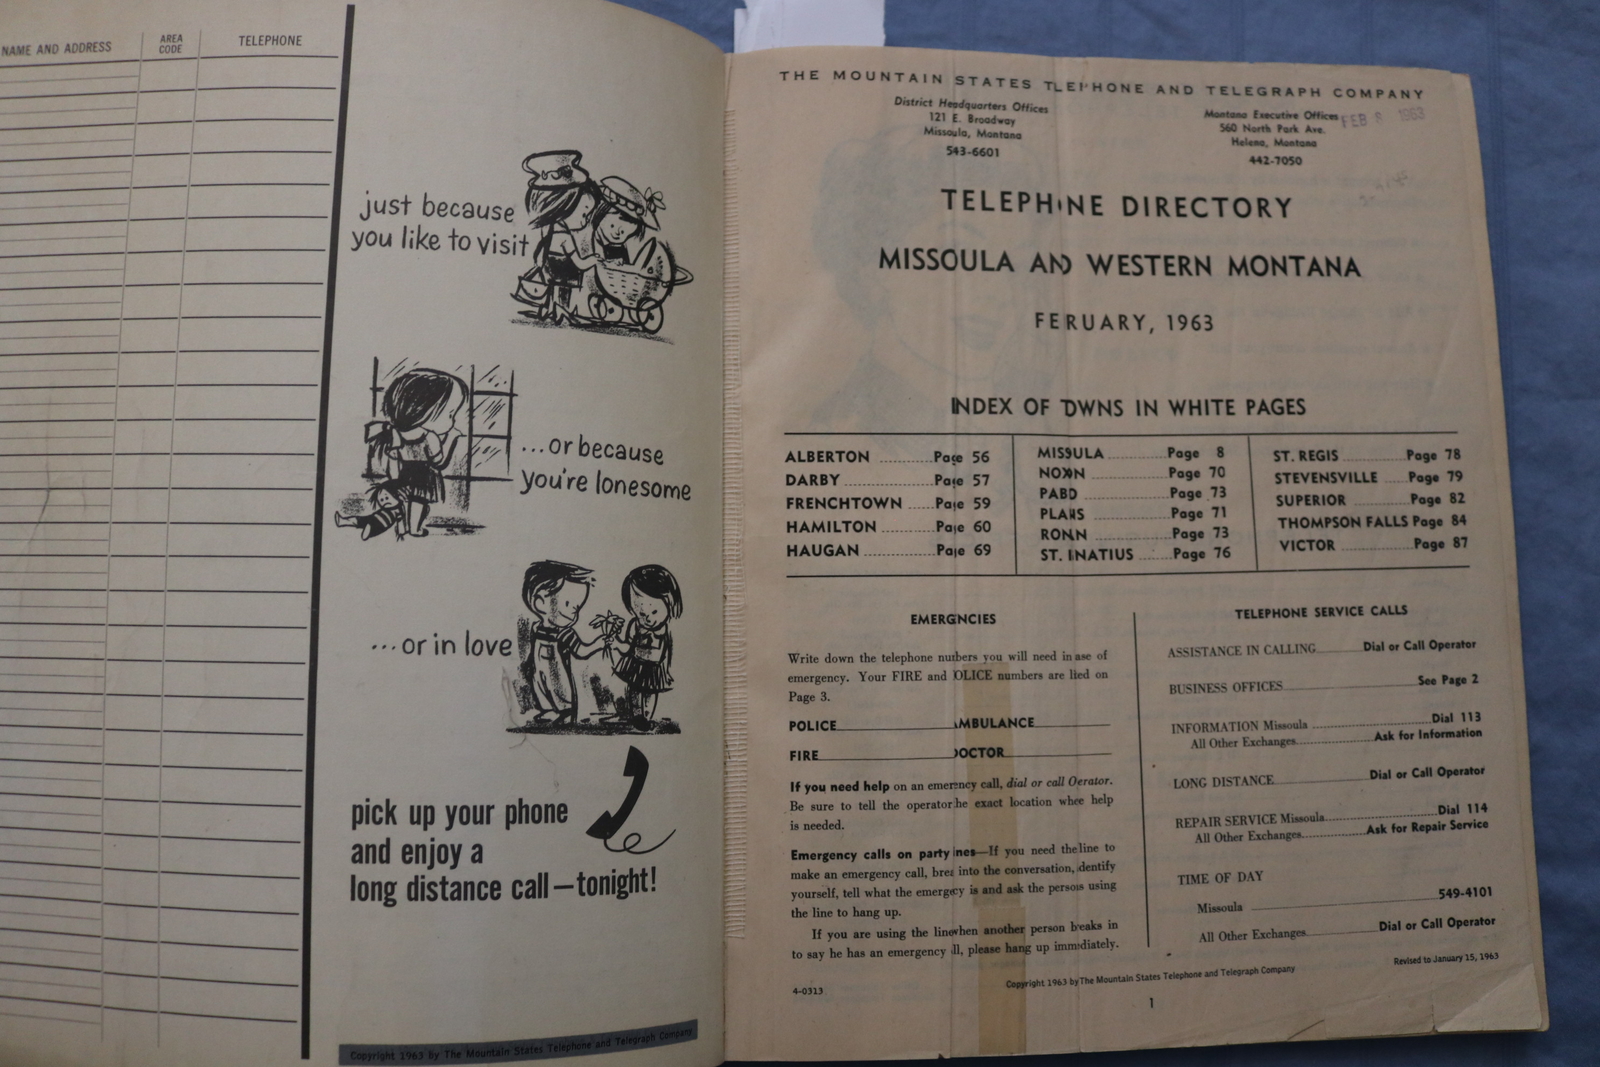 NAME AND ADDRESS
AREA CODE
TELEPHONE
just because
you like to visit
...or because
you're lonesome
...or in love
pick up your phone
and enjoy a
long distance call—tonight!
Copyright 1963 by The Mountain States Telephone and Telegraph Company
THE MOUNTAIN STATES TLEPHONE AND TELEGRAPH COMPANY
District Headquarters Offices
121 E. Broadway
Missoula, Montana
543-6601
Montana Executive Offices
560 North Park Ave.
Helena, Montana
442-7050
FEB 8 1963
TELEPHNE DIRECTORY
MISSOULA AND WESTERN MONTANA
FERUARY, 1963
INDEX OF OWNS IN WHITE PAGES
ALBERTON Page 56
DARBY Page 57
FRENCHTOWN Page 59
HAMILTON Page 60
HAUGAN Page 69
MISSULA Page 8
NOXN Page 70
PABO Page 73
PLAINS Page 71
RONN Page 73
ST. INATIUS Page 76
ST. REGIS Page 78
STEVENSVILLE Page 79
SUPERIOR Page 82
THOMPSON FALLS Page 84
VICTOR Page 87
EMERGNCIES
Write down the telephone numbers you will need in ase of
emergency. Your FIRE and OLICE numbers are lied on
Page 3.
POLICE AMBULANCE
FIRE DOCTOR
If you need help on an emergency call, dial or call Oerator.
Be sure to tell the operator he exact location whee help
is needed.
Emergency calls on party ines—If you need the line to
make an emergency call, brea into the conversation, dentify
yourself, tell what the emergecy is and ask the persons using
the line to hang up.
If you are using the line when another person breaks in
to say he has an emergency ll, please hang up immediately.
4-0313
TELEPHONE SERVICE CALLS
ASSISTANCE IN CALLING Dial or Call Operator
BUSINESS OFFICES See Page 2
INFORMATION Missoula Dial 113
All Other Exchanges Ask for Information
LONG DISTANCE Dial or Call Operator
REPAIR SERVICE Missoula Dial 114
All Other Exchanges Ask for Repair Service
TIME OF DAY
Missoula 549-4101
All Other Exchanges Dial or Call Operator
Revised to January 15, 1963
Copyright 1963 by The Mountain States Telephone and Telegraph Company
1